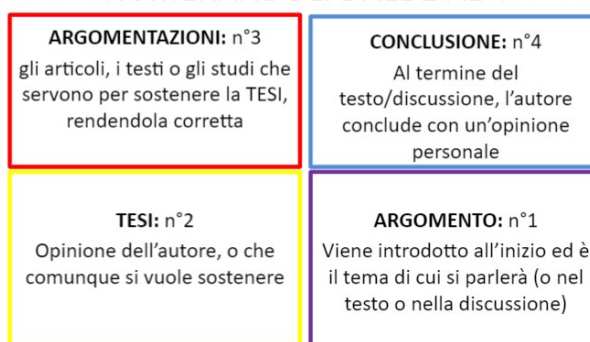 ARGOMENTAZIONI: n°3
gli articoli, i testi o gli studi che
servono per sostenere la TESI,
rendendola corretta
CONCLUSIONE: n°4
Al termine del
testo/discussione, l'autore
conclude con un'opinione
personale
TESI: n°2
Opinione dell'autore, o che
comunque si vuole sostenere
ARGOMENTO: n°1
Viene introdotto all'inizio ed è
il tema di cui si parlerà (o nel
testo o nella discussione)